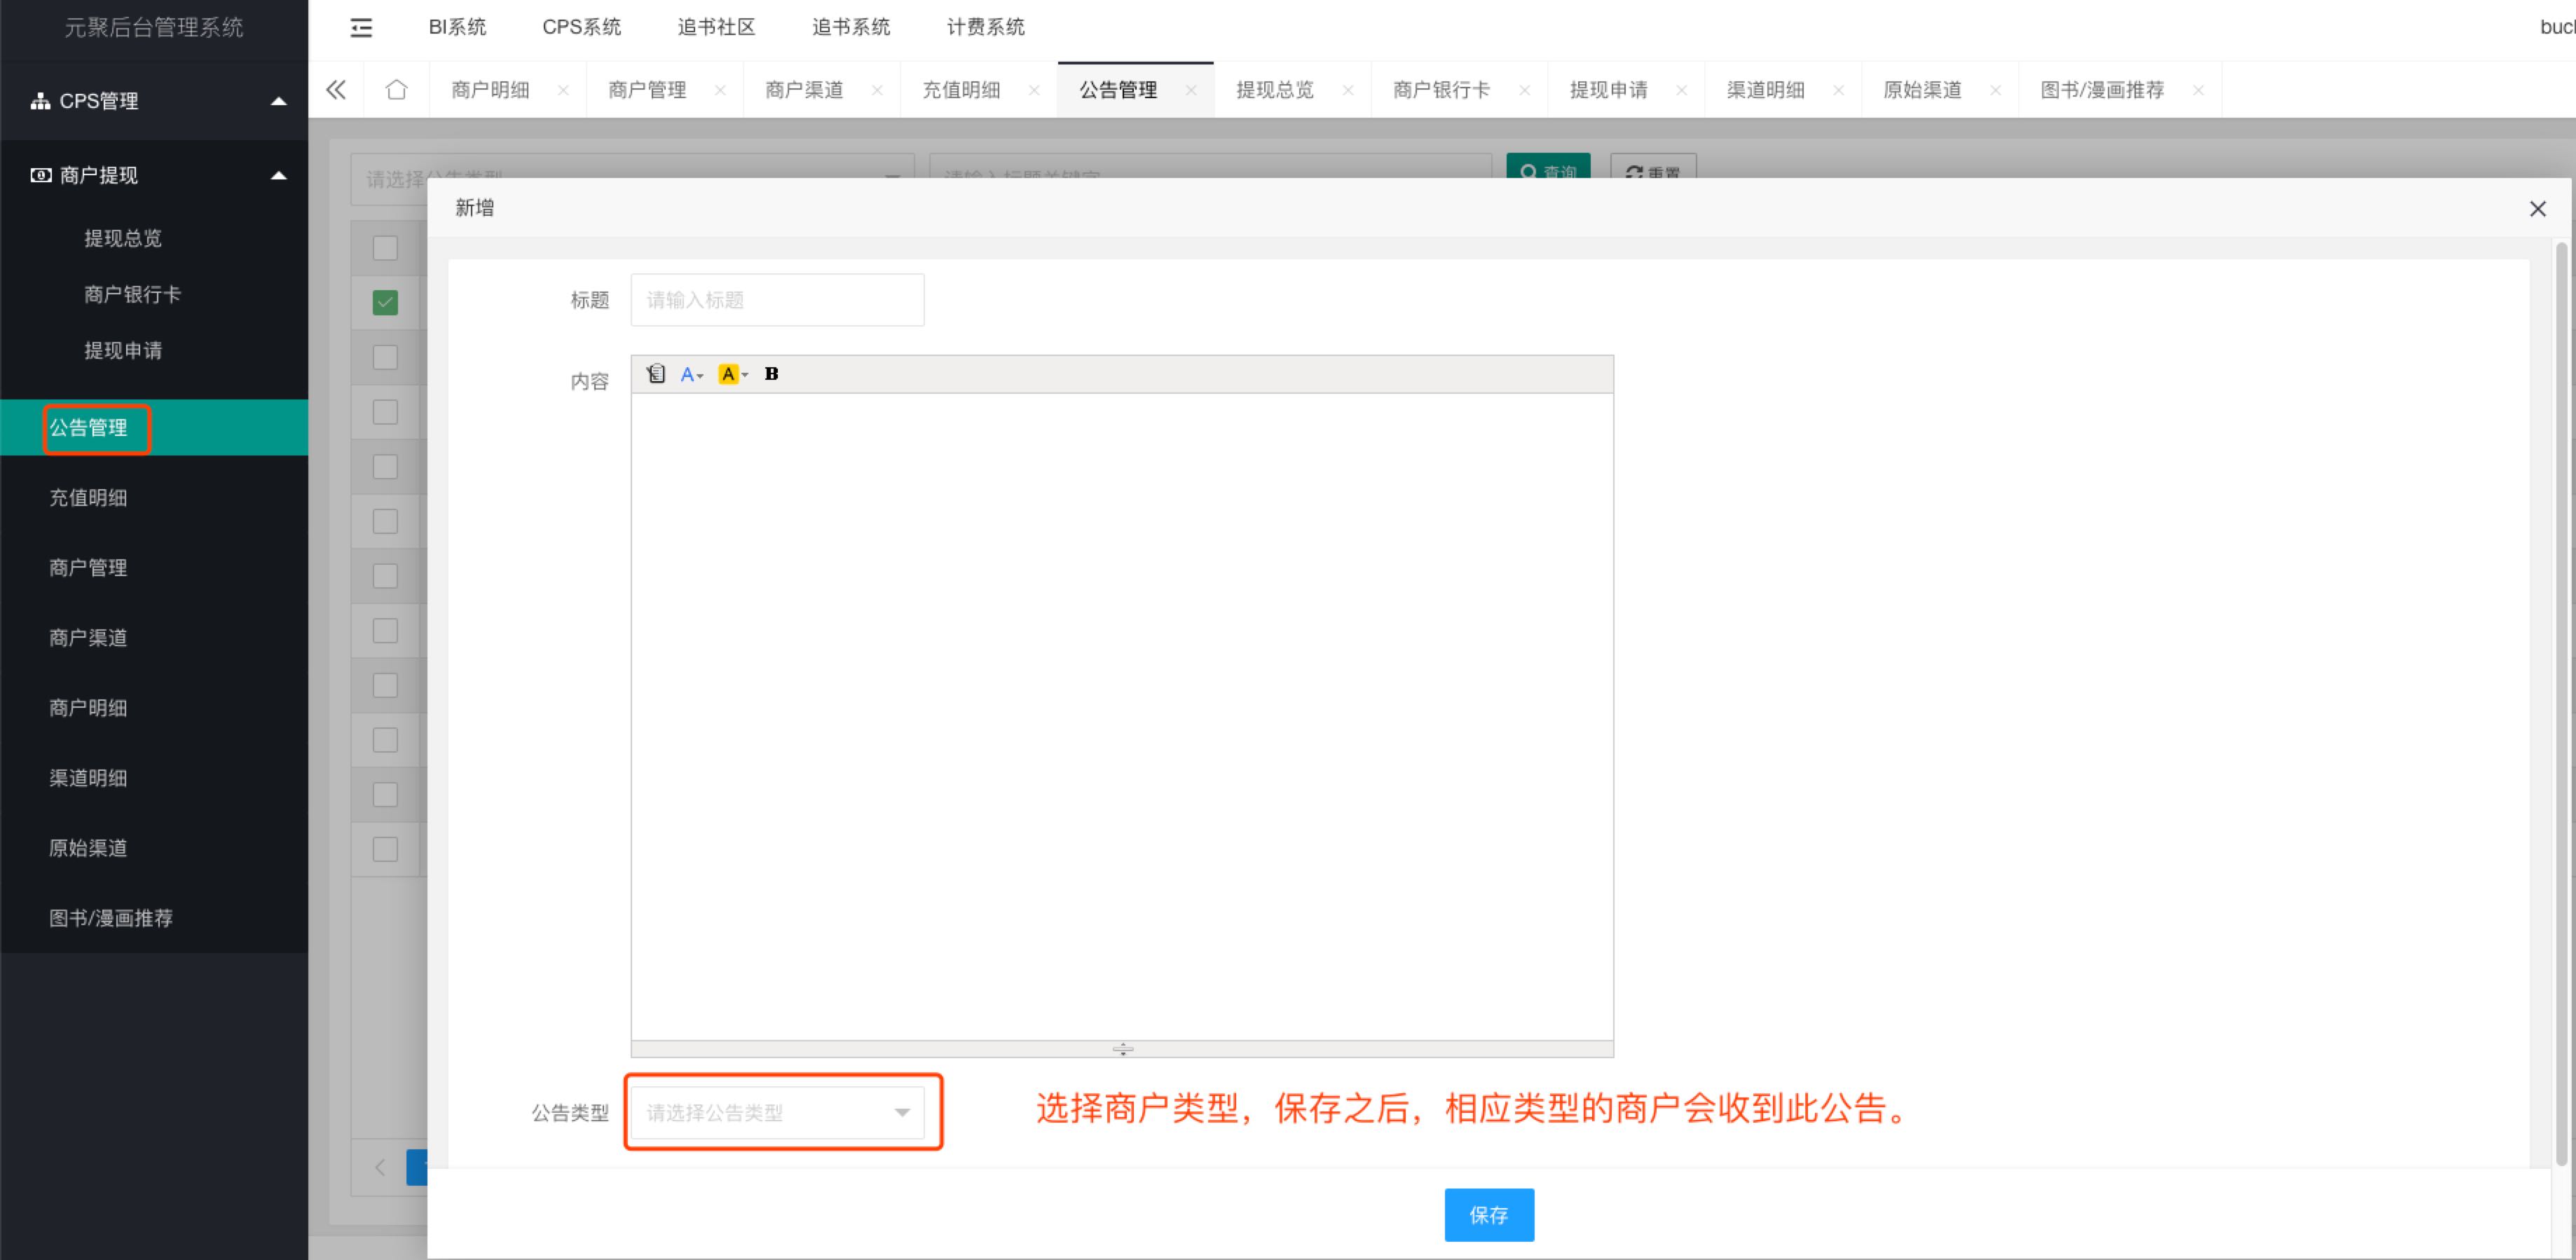 元聚后台管理系统
BI系统 CPS系统 追书社区 追书系统 计费系统
商户明细 商户管理 商户渠道 充值明细 公告管理 提现总览 商户银行卡 提现申请 渠道明细 原始渠道 图书/漫画推荐
CPS管理
商户提现
提现总览
商户银行卡
提现申请
公告管理
充值明细
商户管理
商户渠道
商户明细
渠道明细
原始渠道
图书/漫画推荐
请选择公告类型 请输入标题关键字 查询 重置
新增
标题 请输入标题
内容 A A B
公告类型 请选择公告类型 选择商户类型，保存之后，相应类型的商户会收到此公告。
保存